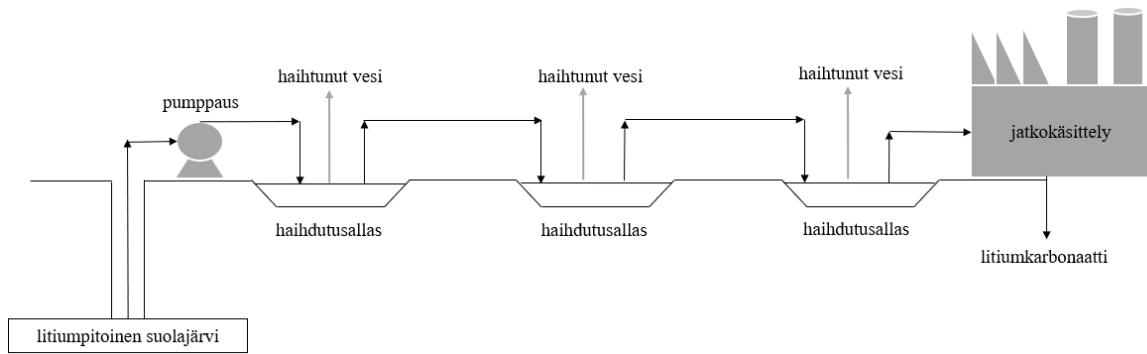 haihtunut vesi
haihtunut vesi
haihtunut vesi
pumppaus
jatkokäsittely
haihdutusallas
haihdutusallas
haihdutusallas
litiumkarbonaatti
litiumpitoinen suolajärvi